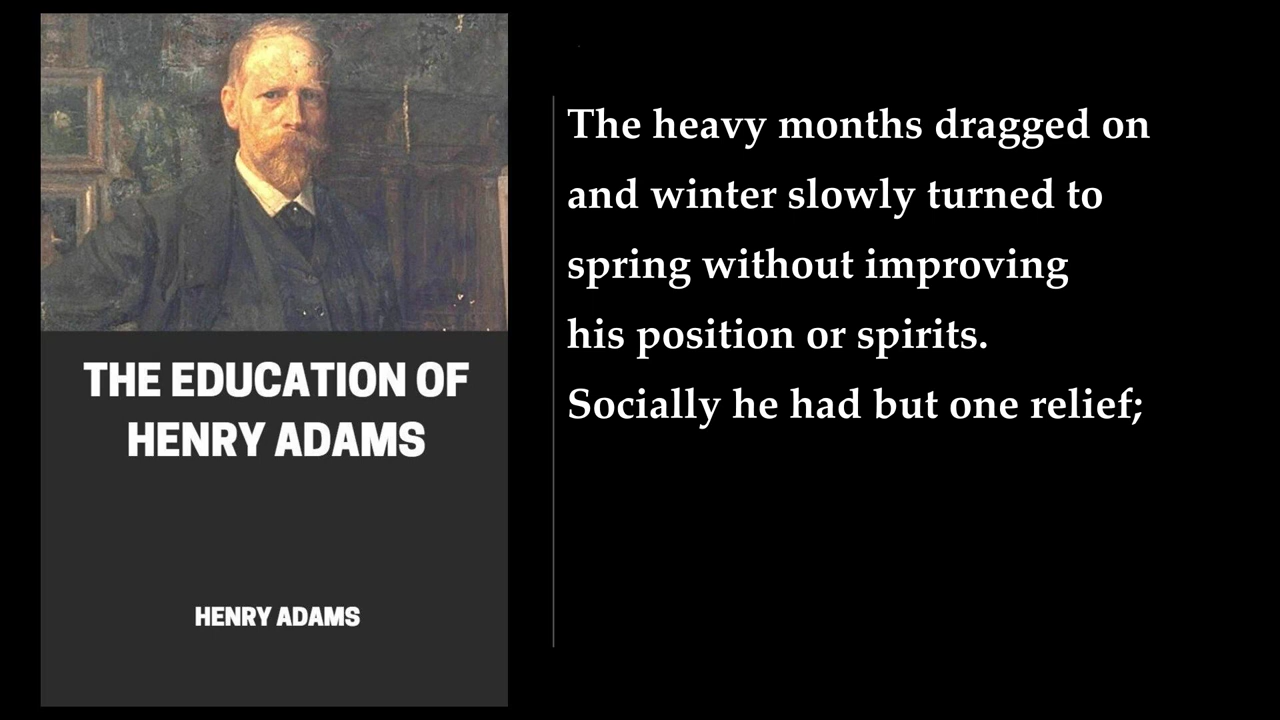 THE EDUCATION OF
HENRY ADAMS
HENRY ADAMS
The heavy months dragged on
and winter slowly turned to
spring without improving
his position or spirits.
Socially he had but one relief;